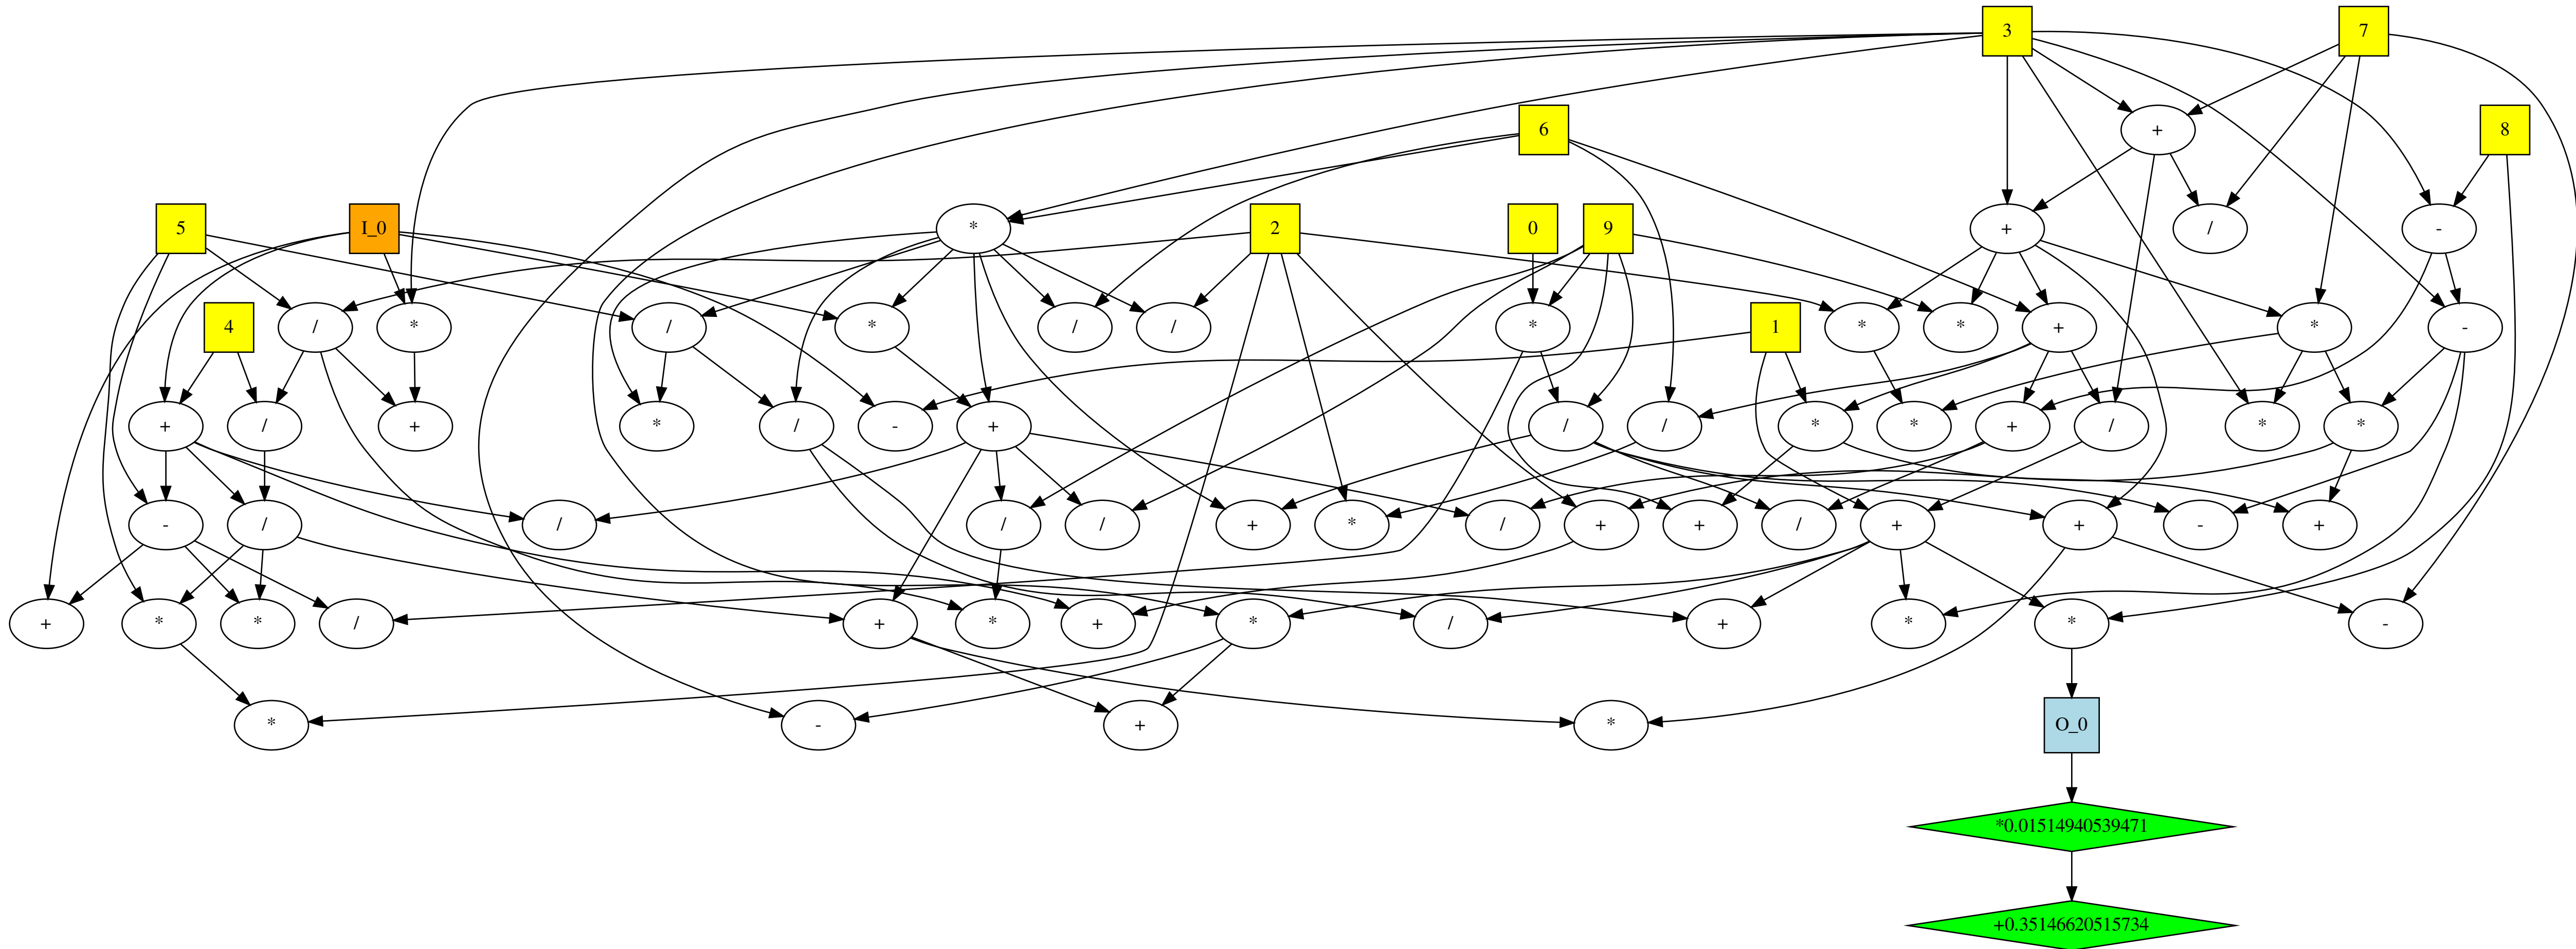 3 7
6 + 8
5 I_0 * 2 0 9 + / -
4 / * / * / / * 1 * * + * -
+ / + * / - + / / * * + / * *
- / / / / + * / + + / + + - +
+ * * / + * + * / + * * -
* - + * O_0
*0.01514940539471
+0.35146620515734